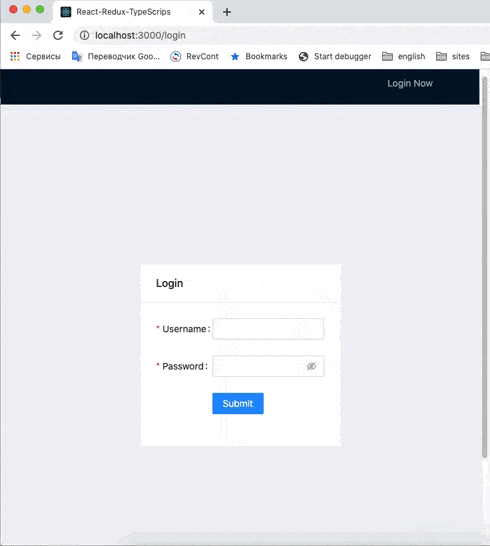 React-Redux-TypeScrips
localhost:3000/login
Сервисы Переводчик Goo... RevCont Bookmarks Start debugger english sites
Login Now
Login
* Username :
* Password :
Submit